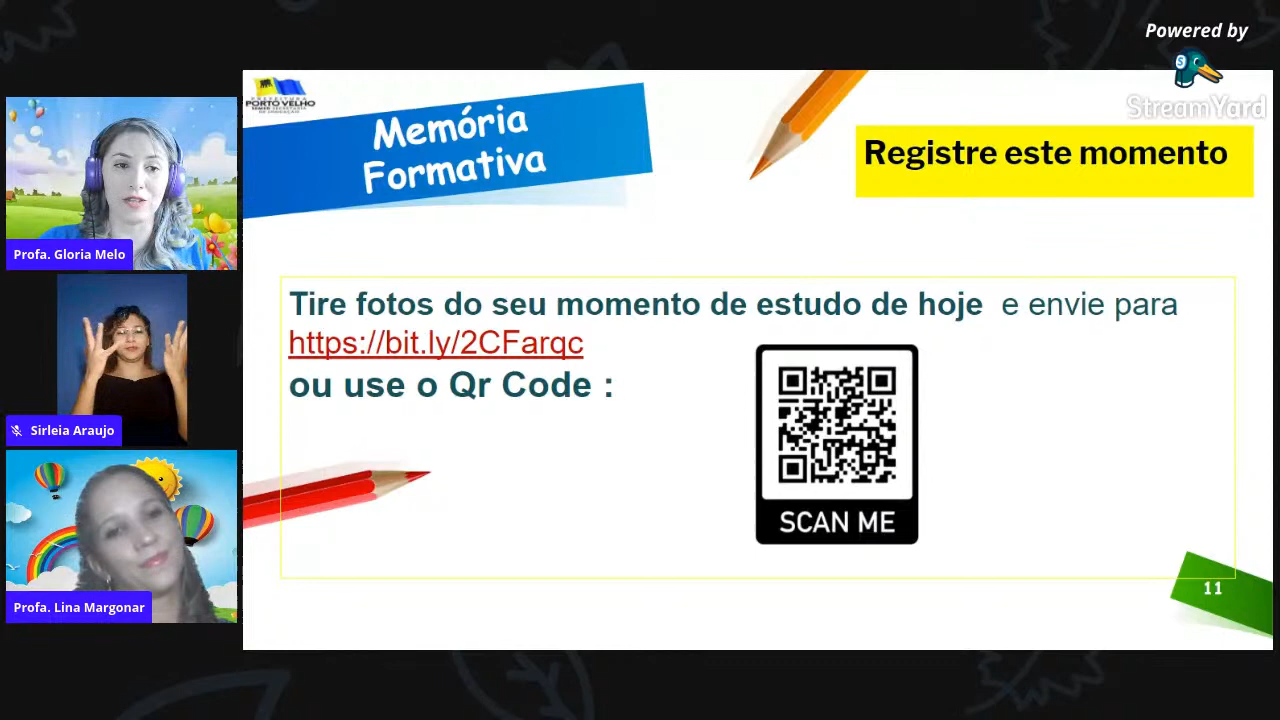 Powered by
StreamYard
PREFEITURA
PORTO VELHO
Memória
Formativa
Registre este momento
Profa. Gloria Melo
Tire fotos do seu momento de estudo de hoje e envie para
https://bit.ly/2CFarqc
ou use o Qr Code :
Sirleia Araujo
SCAN ME
Profa. Lina Margonar
11